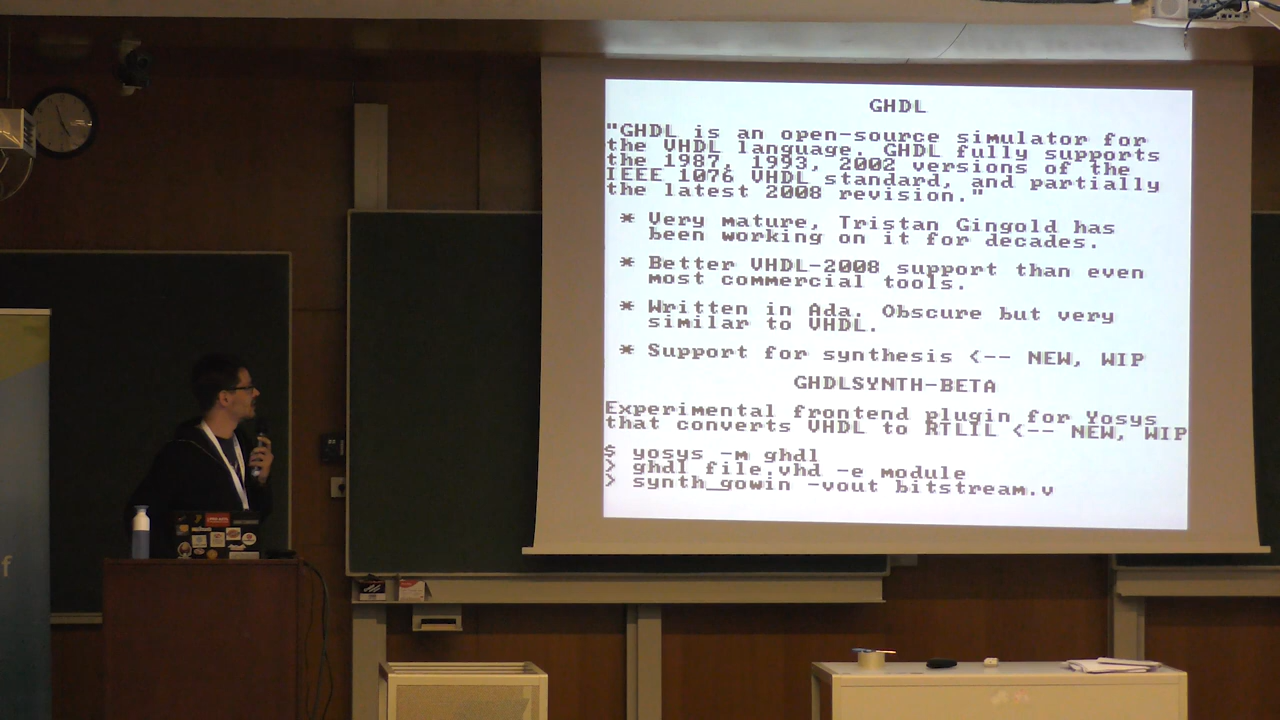 GHDL
"GHDL is an open-source simulator for
the VHDL language. GHDL fully supports
the 1987, 1993, 2002 versions of the
IEEE 1076 VHDL standard, and partially
the latest 2008 revision."
* Very mature, Tristan Gingold has
been working on it for decades.
* Better VHDL-2008 support than even
most commercial tools.
* Written in Ada. Obscure but very
similar to VHDL.
* Support for synthesis <-- NEW, WIP
GHDLSYNTH-BETA
Experimental frontend plugin for Yosys
that converts VHDL to RTLIL <-- NEW, WIP
$ yosys -m ghdl
> ghdl file.vhd -e module
> synth_gowin -vout bitstream.v
f